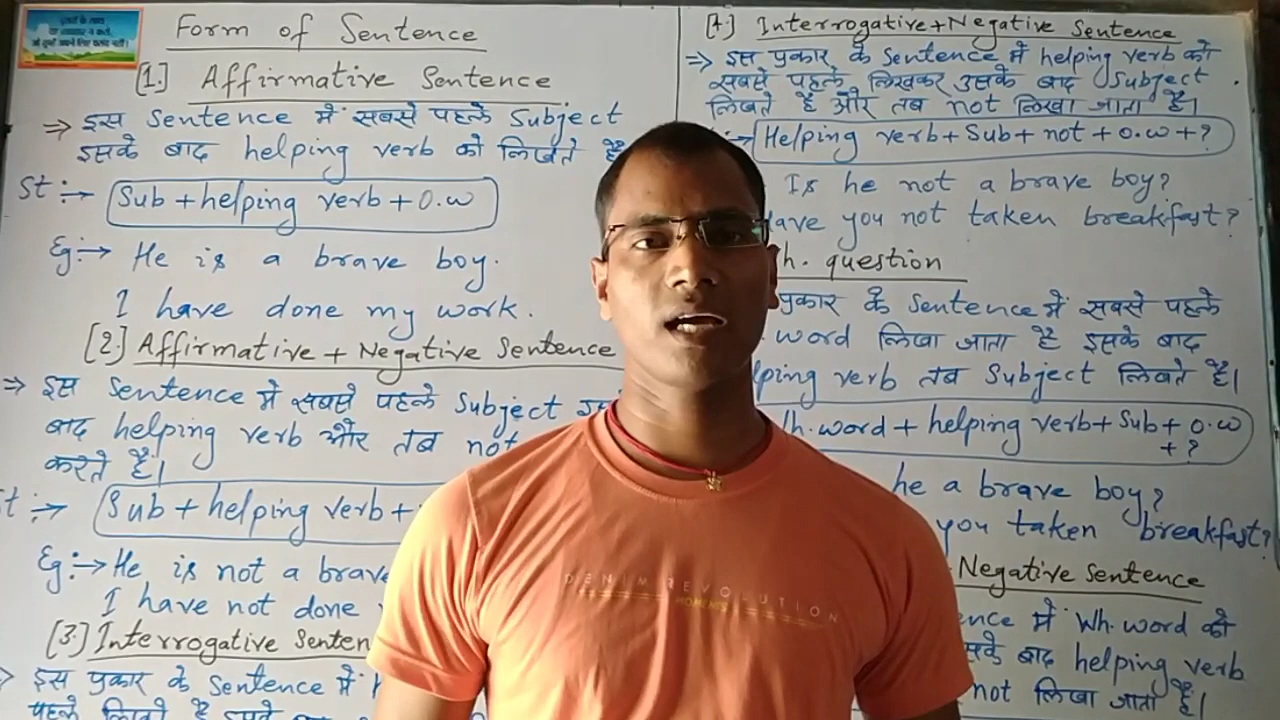 Form of Sentence
[1.] Affirmative Sentence
⇒ इस Sentence में सबसे पहले Subject
इसके बाद helping verb को लिखते है
St :→ Sub + helping verb + O.w
Eg:→ He is a brave boy.
I have done my work.
[2.] Affirmative + Negative Sentence
⇒ इस Sentence में सबसे पहले Subject
बाद helping verb और तब not
करते है।
St :→ Sub + helping verb +
Eg:→ He is not a brave
I have not done
[3.] Interrogative Senten
⇒ इस प्रकार के Sentence में
पहले
[4.] Interrogative + Negative Sentence
⇒ इस प्रकार के Sentence में helping verb को
सबसे पहले लिखकर उसके बाद Subject
लिखते है और तब not लिखा जाता है।
:→ Helping verb + Sub + not + o.w + ?
Is he not a brave boy?
Have you not taken breakfast?
h. question
प्रकार के Sentence में सबसे पहले
word लिखा जाता है इसके बाद
lping verb तब Subject लिखते है।
h. word + helping verb + Sub + o.w
+ ?
he a brave boy?
you taken breakfast?
Negative Sentence
ence में Wh. word को
सके बाद helping verb
not लिखा जाता है।
DENIM REVOLUTION
MOMENTS